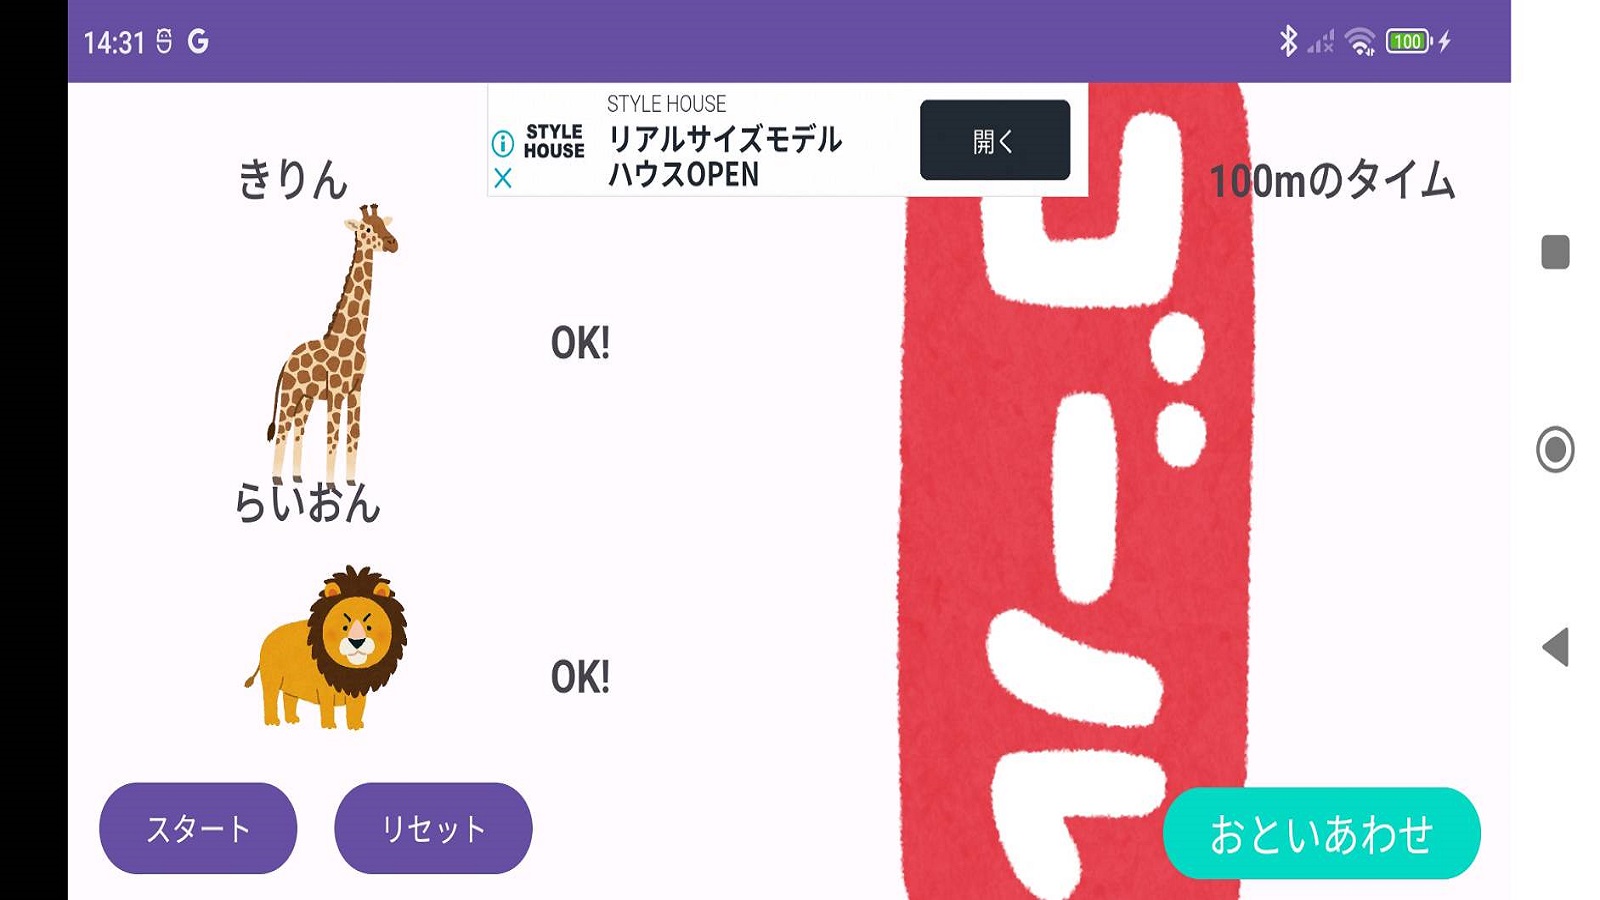 14:31 G
100
STYLE HOUSE
STYLE HOUSE
リアルサイズモデル
ハウスOPEN
開く
きりん
100mのタイム
OK!
ゴール
らいおん
OK!
スタート
リセット
おといあわせ